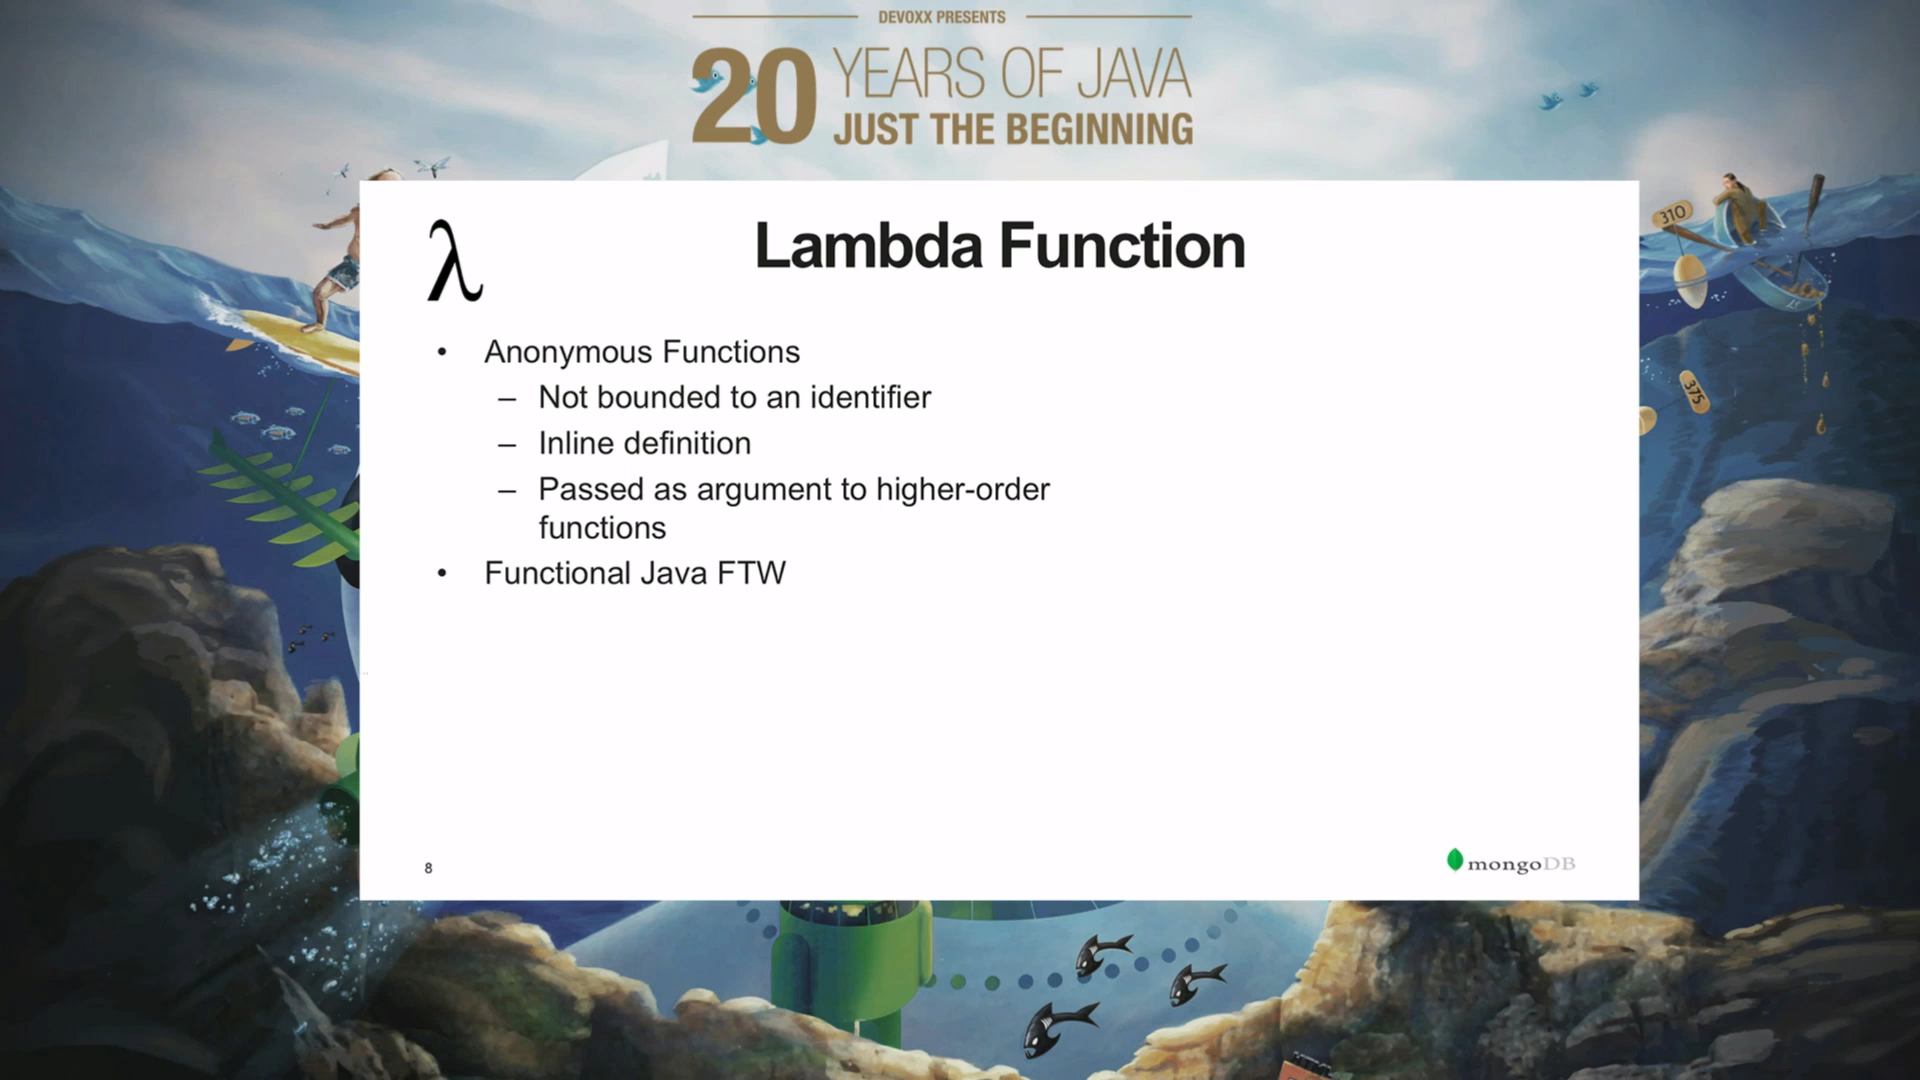 DEVOXX PRESENTS
20 YEARS OF JAVA
JUST THE BEGINNING
310
375
λ
Lambda Function
• Anonymous Functions
– Not bounded to an identifier
– Inline definition
– Passed as argument to higher-order
functions
• Functional Java FTW
8
mongoDB